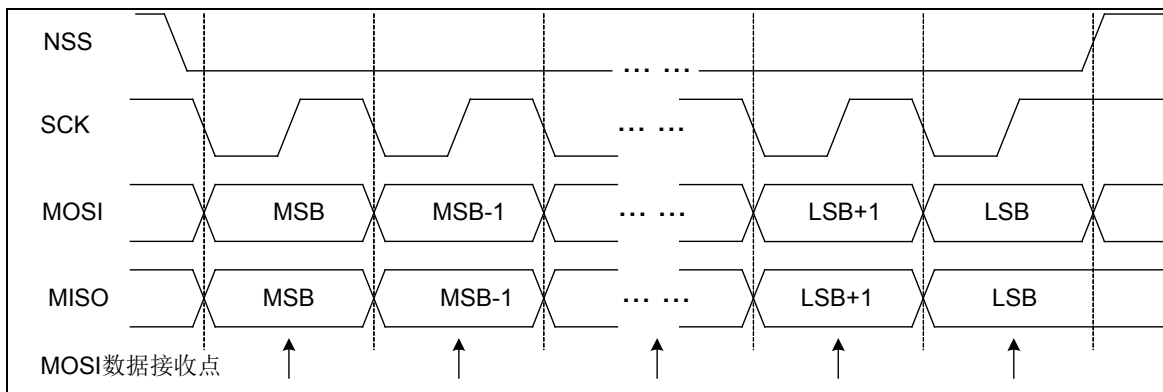 NSS
... ...
SCK
... ...
MOSI MSB MSB-1 ... ... LSB+1 LSB
MISO MSB MSB-1 ... ... LSB+1 LSB
MOSI数据接收点